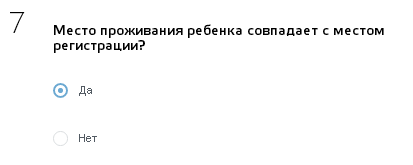 7
Место проживания ребенка совпадает с местом
регистрации?
Да
Нет